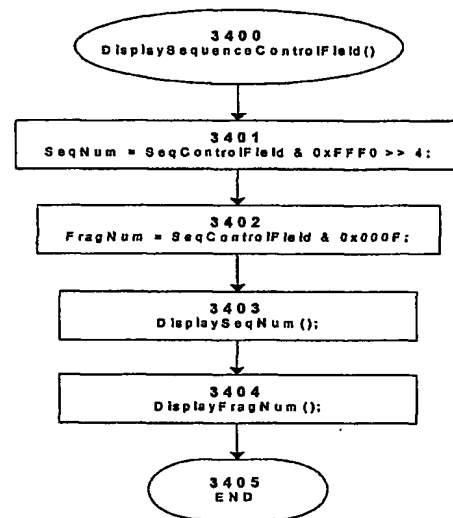 3400
DisplaySequenceControlField()
3401
SeqNum = SeqControlField & 0xFFF0 >> 4;
3402
FragNum = SeqControlField & 0x000F;
3403
DisplaySeqNum();
3404
DisplayFragNum();
3405
END